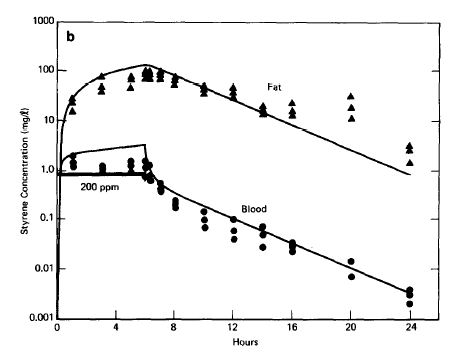 b
1000
100
10
1.0
0.1
0.01
0.001
Styrene Concentration (mg/ℓ)
Fat
200 ppm
Blood
0 4 8 12 16 20 24
Hours